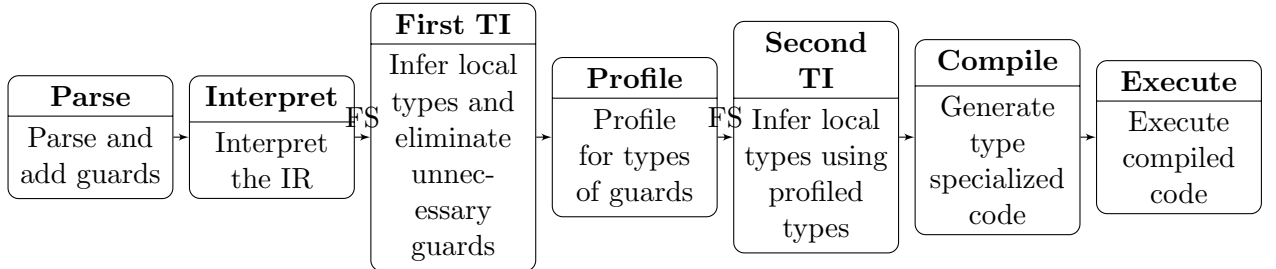 Parse
Parse and
add guards
Interpret
Interpret
the IR
FS
First TI
Infer local
types and
eliminate
unnec-
essary
guards
Profile
Profile
for types
of guards
FS
Second
TI
Infer local
types using
profiled
types
Compile
Generate
type
specialized
code
Execute
Execute
compiled
code